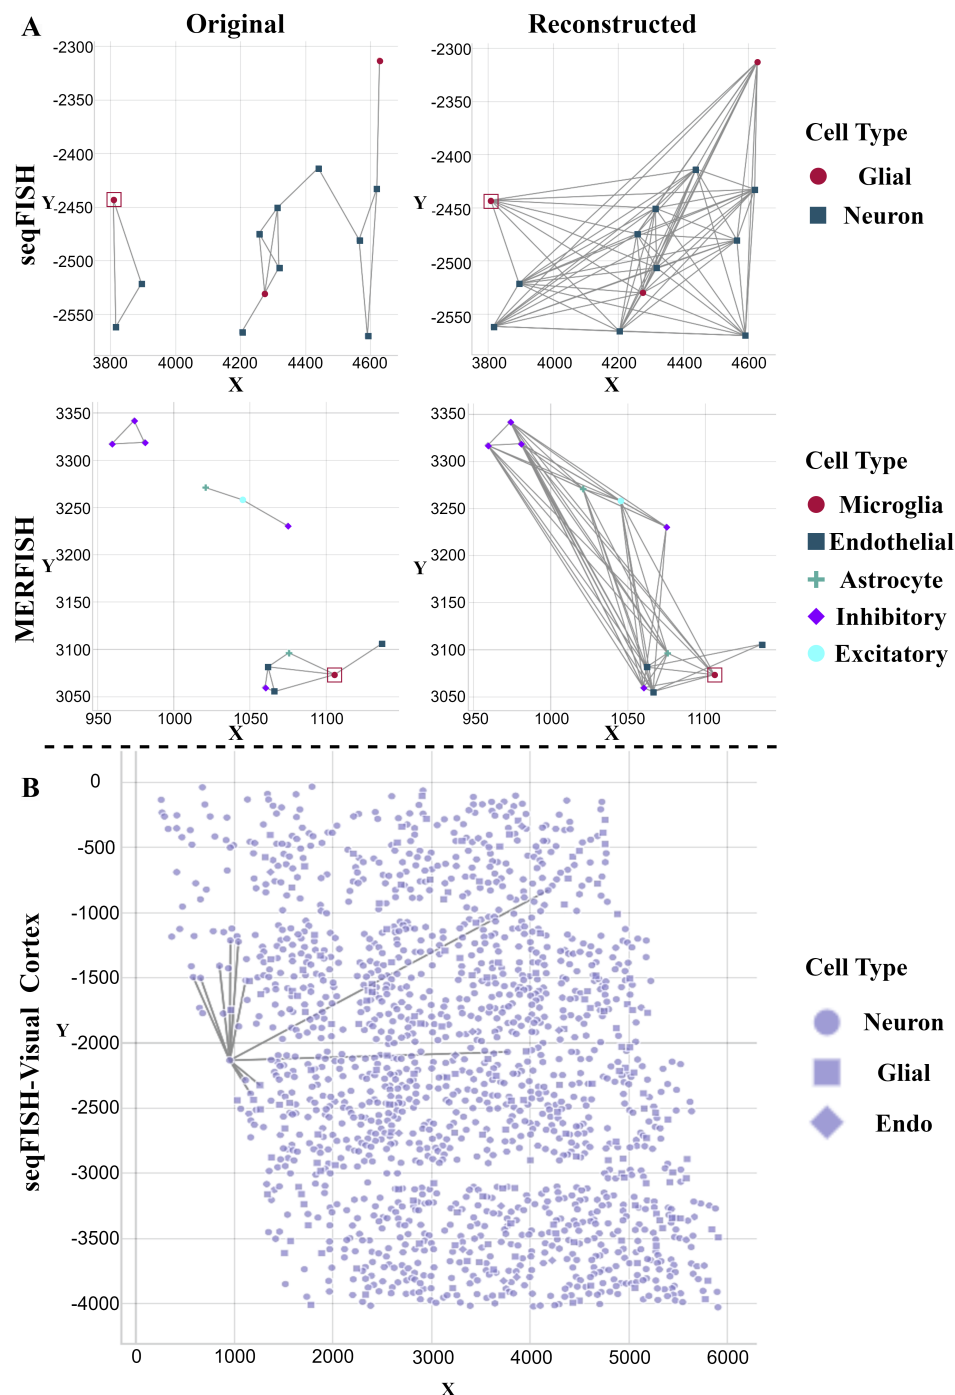 A
Original
Reconstructed
seqFISH
Y
-2300
-2350
-2400
-2450
-2500
-2550
3800
4000
4200
4400
4600
X
Y
-2300
-2350
-2400
-2450
-2500
-2550
3800
4000
4200
4400
4600
X
Cell Type
Glial
Neuron
MERFISH
Y
3350
3300
3250
3200
3150
3100
3050
950
1000
1050
1100
X
Y
3350
3300
3250
3200
3150
3100
3050
950
1000
1050
1100
X
Cell Type
Microglia
Endothelial
Astrocyte
Inhibitory
Excitatory
B
seqFISH-Visual Cortex
Y
0
-500
-1000
-1500
-2000
-2500
-3000
-3500
-4000
0
1000
2000
3000
4000
5000
6000
X
Cell Type
Neuron
Glial
Endo